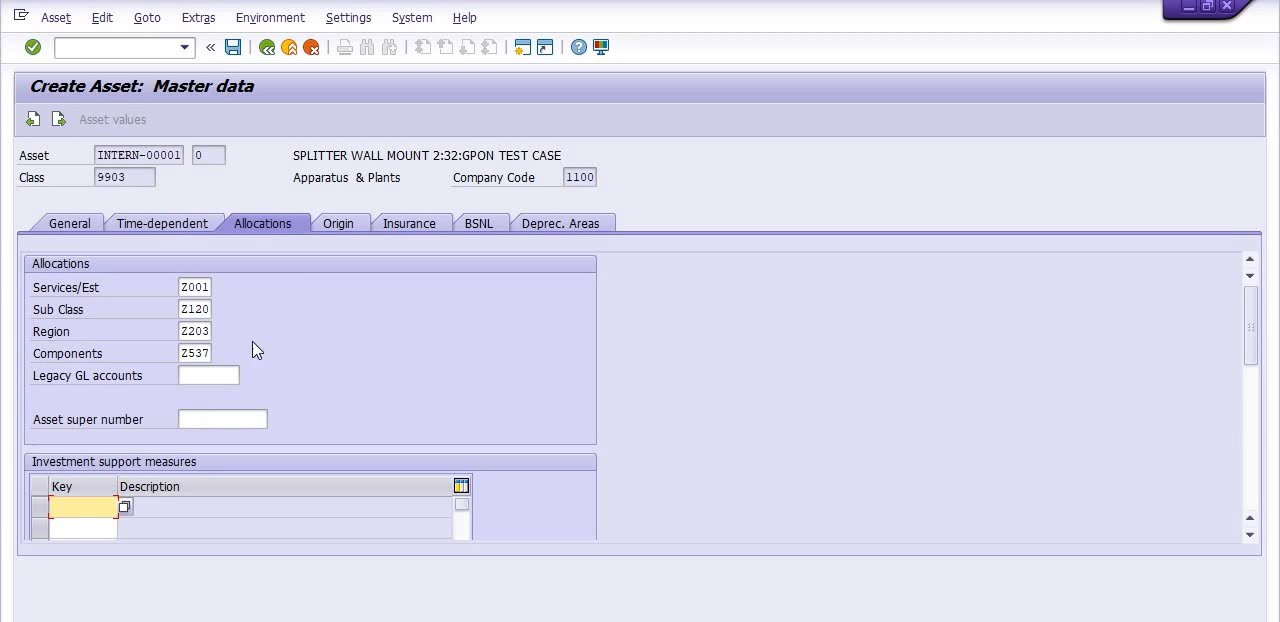 Asset Edit Goto Extras Environment Settings System Help
Create Asset: Master data
Asset values
Asset INTERN-00001 0 SPLITTER WALL MOUNT 2:32:GPON TEST CASE
Class 9903 Apparatus & Plants Company Code 1100
General Time-dependent Allocations Origin Insurance BSNL Deprec. Areas
Allocations
Services/Est Z001
Sub Class Z120
Region Z203
Components Z537
Legacy GL accounts
Asset super number
Investment support measures
Key Description